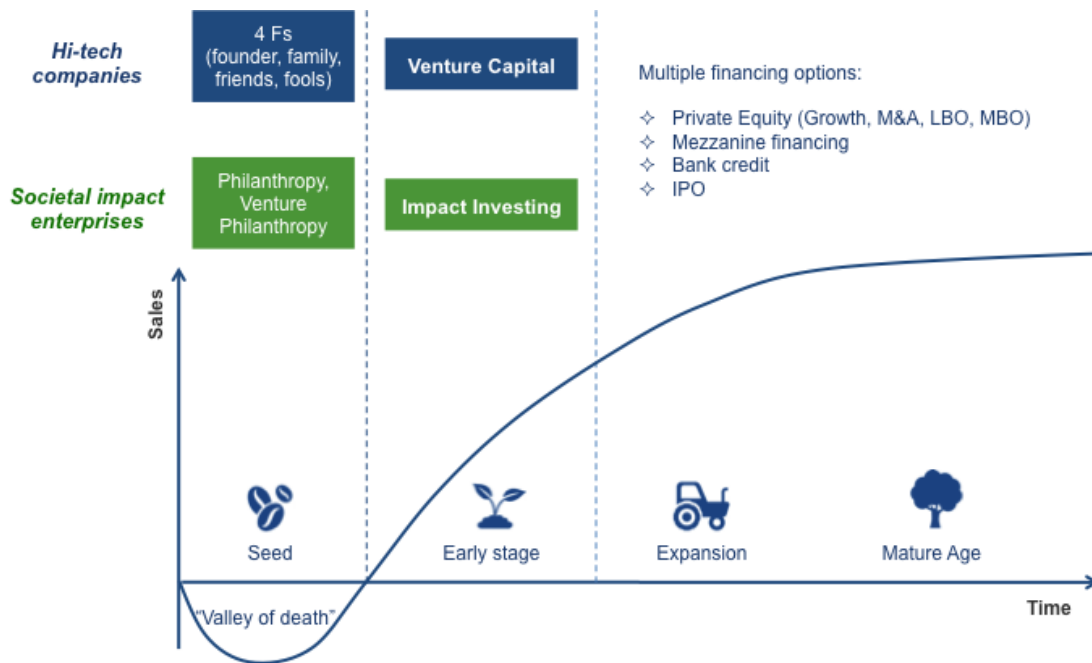 Hi-tech
companies
4 Fs
(founder, family,
friends, fools)
Venture Capital
Multiple financing options:
✧ Private Equity (Growth, M&A, LBO, MBO)
✧ Mezzanine financing
✧ Bank credit
✧ IPO
Societal impact
enterprises
Philanthropy,
Venture
Philanthropy
Impact Investing
Sales
Seed
Early stage
Expansion
Mature Age
"Valley of death"
Time